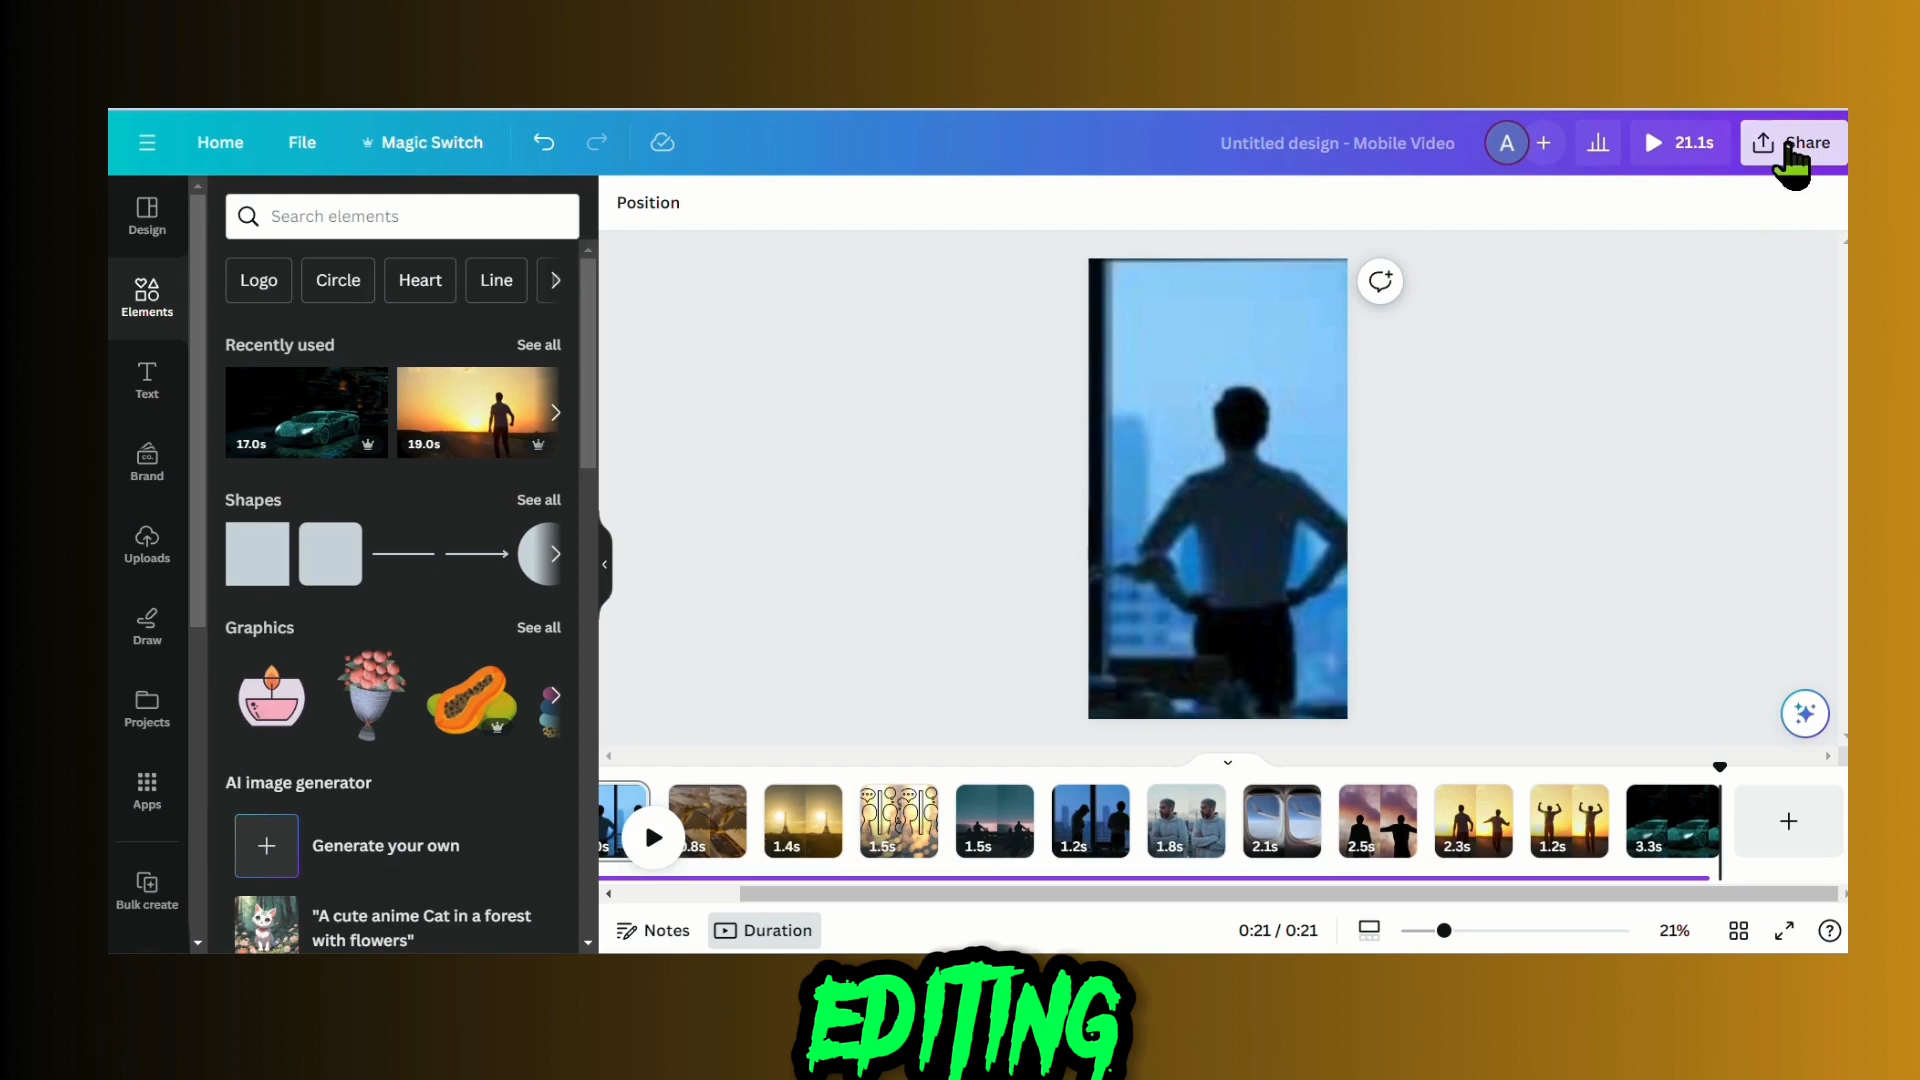 Home File Magic Switch Untitled design - Mobile Video A 21.1s Share
Design
Elements
Text
Brand
CO.
Uploads
Draw
Projects
Apps
Bulk create
Search elements
Logo Circle Heart Line
Recently used See all
17.0s 19.0s
Shapes See all
Graphics See all
AI image generator
Generate your own
"A cute anime Cat in a forest
with flowers"
Position
0.8s 1.4s 1.5s 1.5s 1.2s 1.8s 2.1s 2.5s 2.3s 1.2s 3.3s
Notes Duration 0:21 / 0:21 21%
EDITING